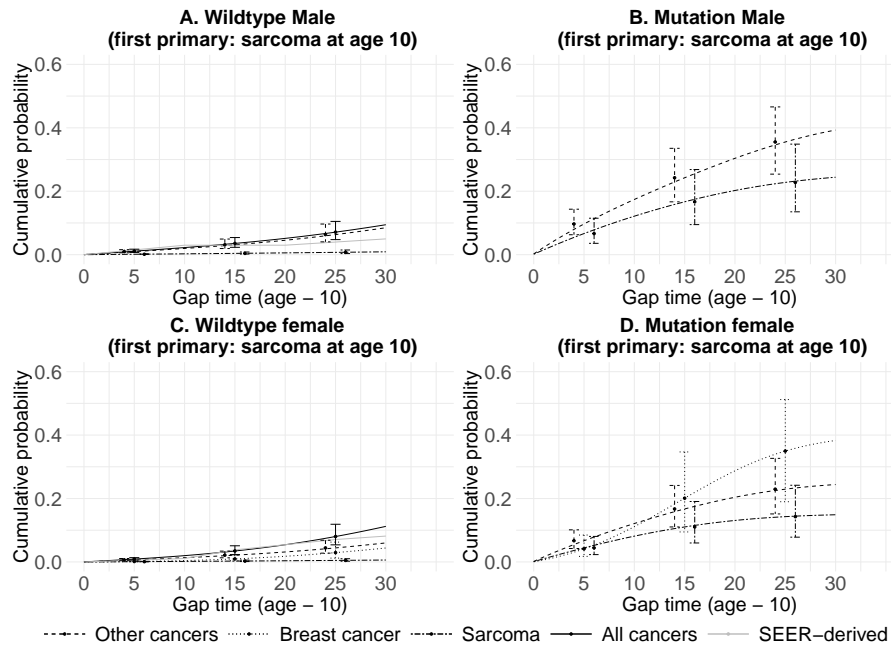 A. Wildtype Male
(first primary: sarcoma at age 10)
Cumulative probability
0.6
0.4
0.2
0.0
0 5 10 15 20 25 30
Gap time (age − 10)
B. Mutation Male
(first primary: sarcoma at age 10)
Cumulative probability
0.6
0.4
0.2
0.0
0 5 10 15 20 25 30
Gap time (age − 10)
C. Wildtype female
(first primary: sarcoma at age 10)
Cumulative probability
0.6
0.4
0.2
0.0
0 5 10 15 20 25 30
Gap time (age − 10)
D. Mutation female
(first primary: sarcoma at age 10)
Cumulative probability
0.6
0.4
0.2
0.0
0 5 10 15 20 25 30
Gap time (age − 10)
Other cancers Breast cancer Sarcoma All cancers SEER−derived